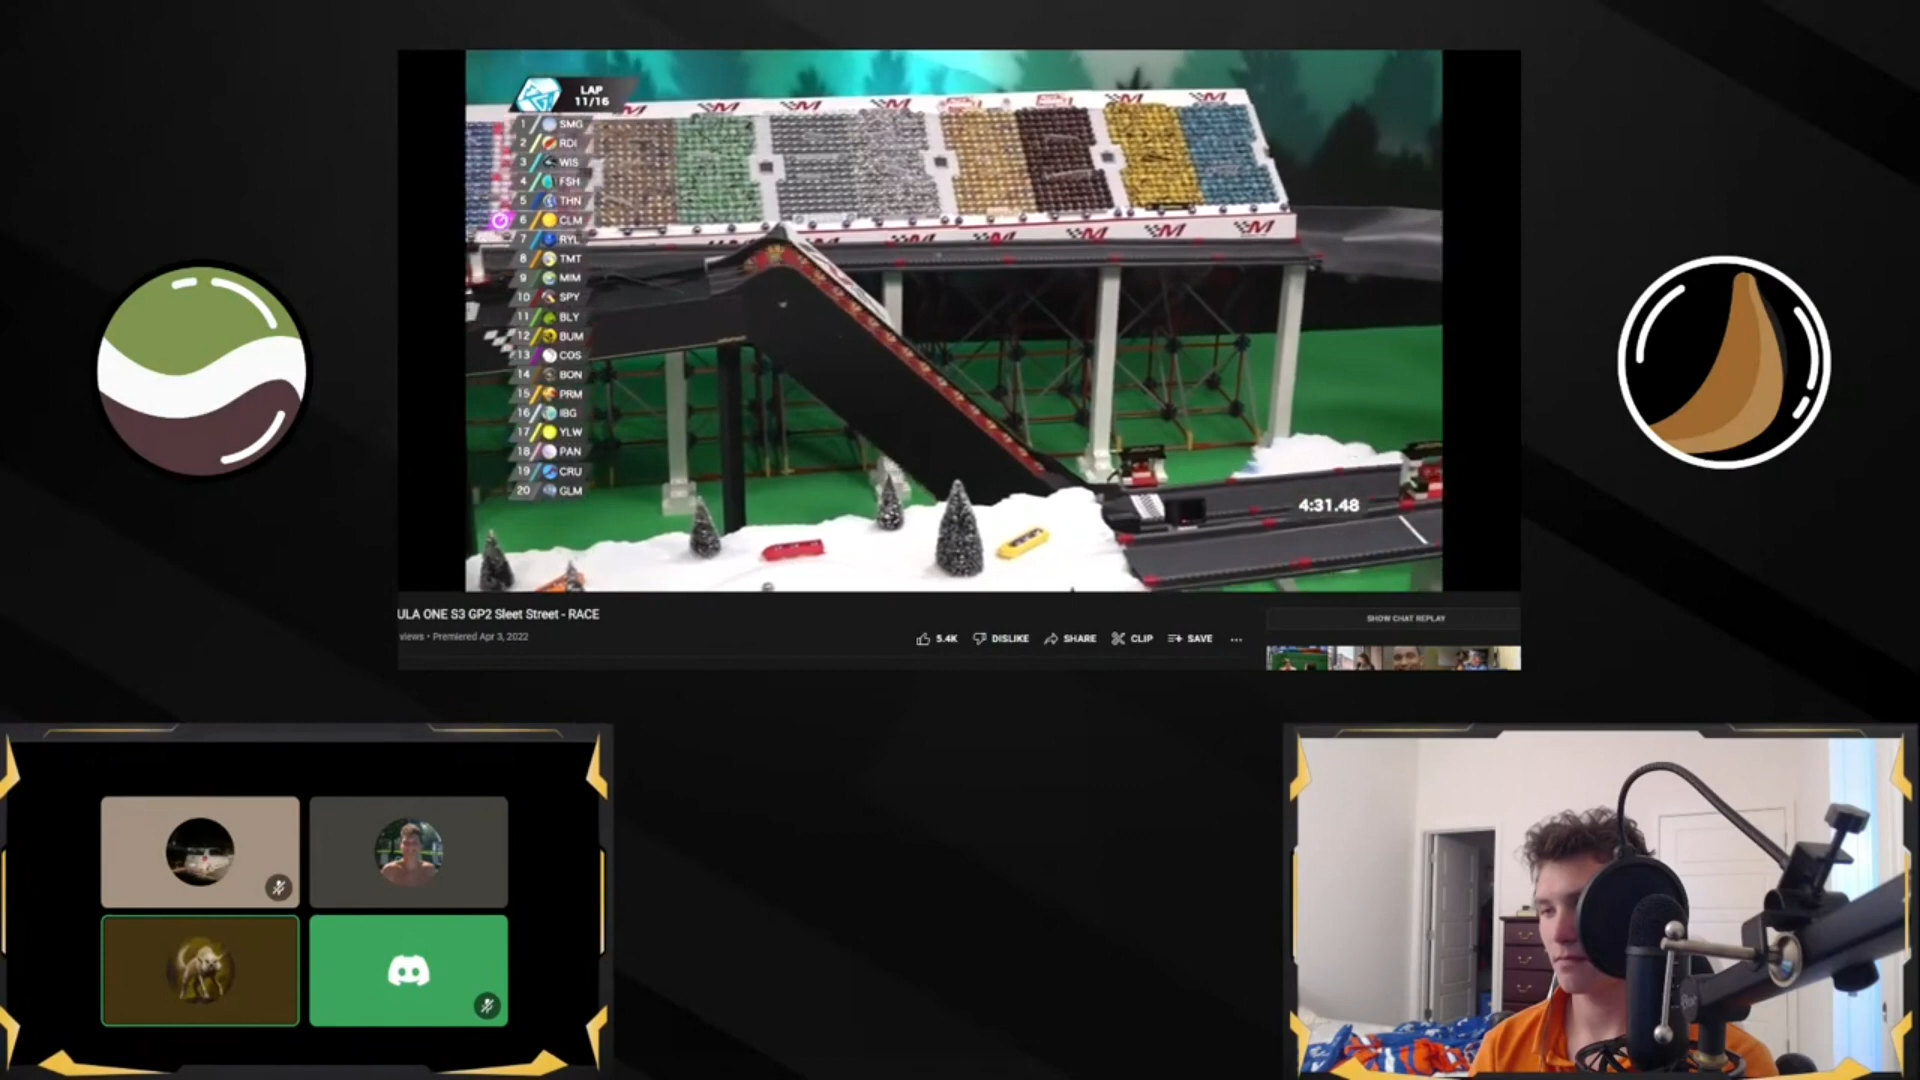 LAP
11/16
1 SMG
2 RDI
3 WIS
4 FSH
5 THN
6 CLM
7 RYL
8 TMT
9 MIM
10 SPY
11 BLY
12 BUM
13 COS
14 BON
15 PRM
16 IBG
17 YLW
18 PAN
19 CRU
20 GLM
4:31.48
ULA ONE S3 GP2 Sleet Street - RACE
views • Premiered Apr 3, 2022
5.4K DISLIKE SHARE CLIP SAVE ...
SHOW CHAT REPLAY